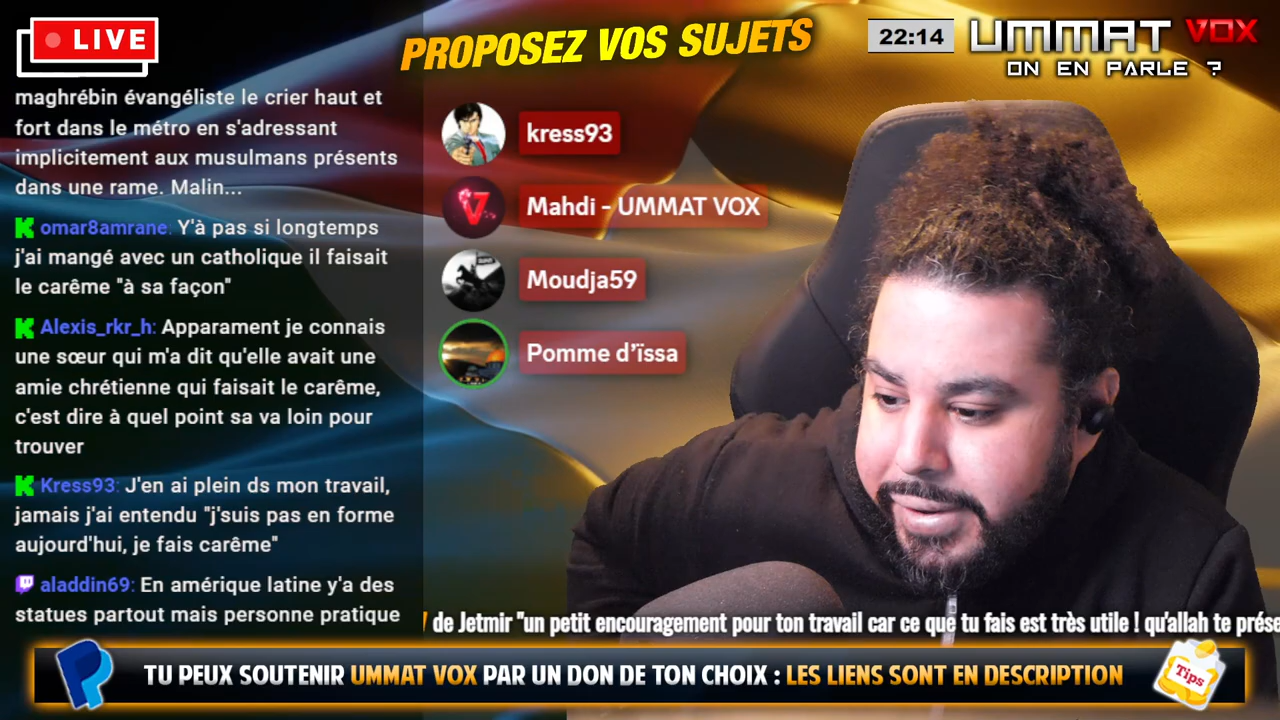 LIVE
PROPOSEZ VOS SUJETS
22:14
UMMAT VOX
ON EN PARLE ?
maghrébin évangéliste le crier haut et
fort dans le métro en s'adressant
implicitement aux musulmans présents
dans une rame. Malin...
omar8amrane: Y'à pas si longtemps
j'ai mangé avec un catholique il faisait
le carême "à sa façon"
Alexis_rkr_h: Apparament je connais
une sœur qui m'a dit qu'elle avait une
amie chrétienne qui faisait le carême,
c'est dire à quel point sa va loin pour
trouver
Kress93: J'en ai plein ds mon travail,
jamais j'ai entendu "j'suis pas en forme
aujourd'hui, je fais carême"
aladdin69: En amérique latine y'a des
statues partout mais personne pratique
kress93
Mahdi - UMMAT VOX
Moudja59
Pomme d'ïssa
de Jetmir "un petit encouragement pour ton travail car ce que tu fais est très utile ! qu'allah te prése
TU PEUX SOUTENIR UMMAT VOX PAR UN DON DE TON CHOIX : LES LIENS SONT EN DESCRIPTION
Tips